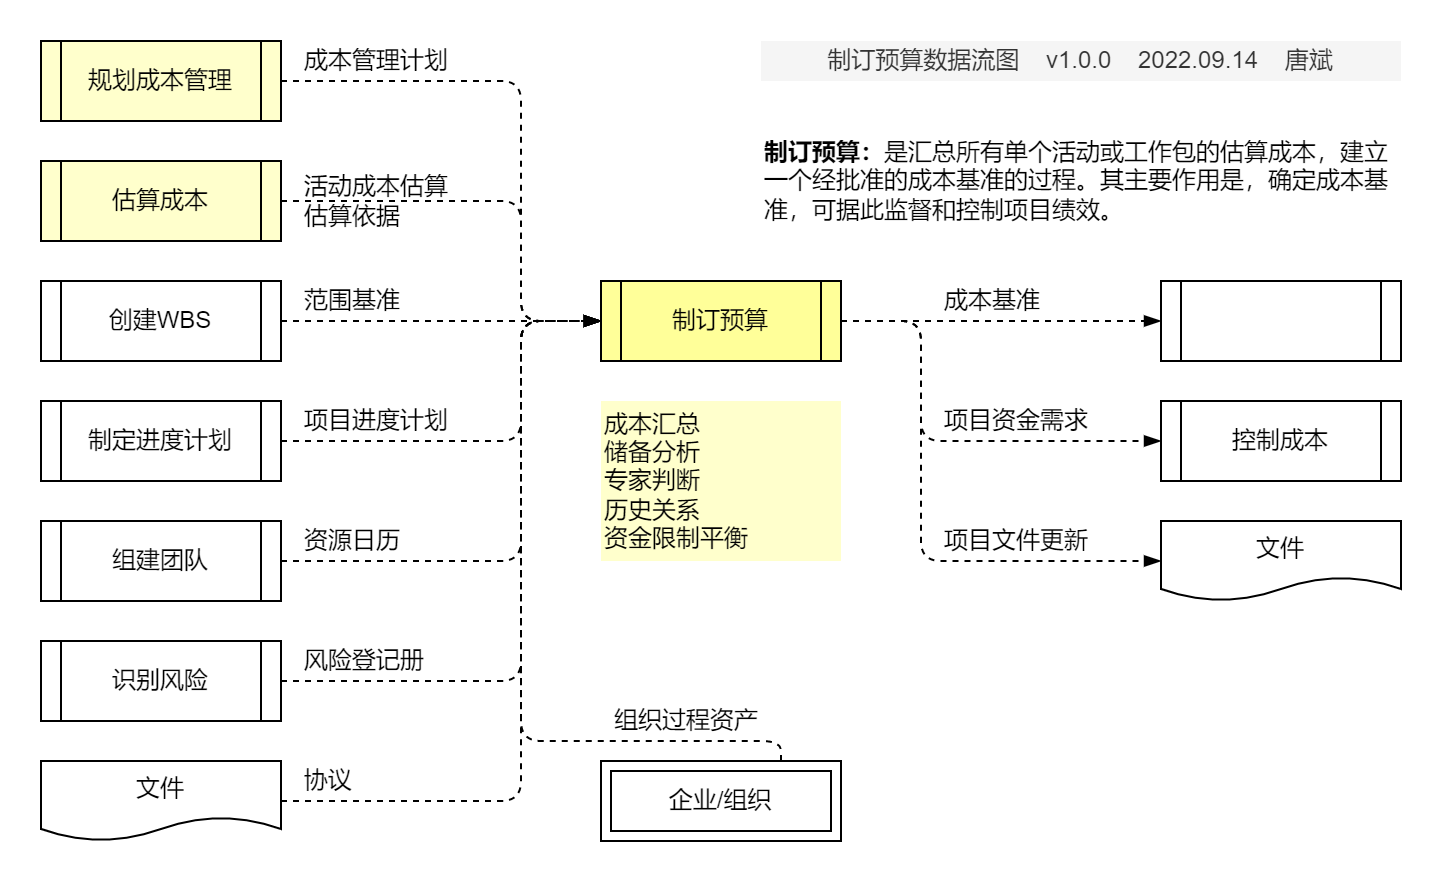 制订预算数据流图 v1.0.0 2022.09.14 唐斌
制订预算：是汇总所有单个活动或工作包的估算成本，建立
一个经批准的成本基准的过程。其主要作用是，确定成本基
准，可据此监督和控制项目绩效。
规划成本管理
成本管理计划
估算成本
活动成本估算
估算依据
创建WBS
范围基准
制定进度计划
项目进度计划
组建团队
资源日历
识别风险
风险登记册
文件
协议
制订预算
成本汇总
储备分析
专家判断
历史关系
资金限制平衡
组织过程资产
企业/组织
成本基准
项目资金需求
控制成本
项目文件更新
文件